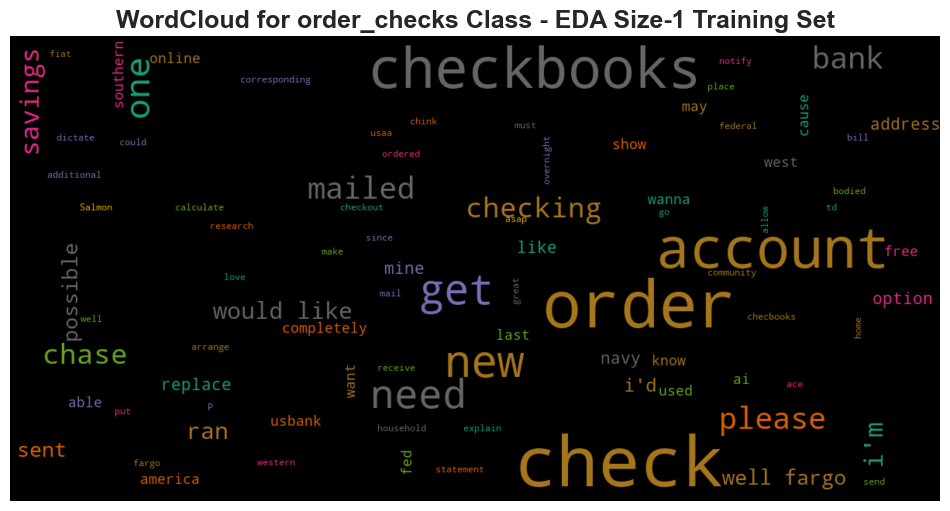 WordCloud for order_checks Class - EDA Size-1 Training Set
savings
fiat
southern
one
online
corresponding
checkbooks
notify
place
bank
dictate
could
chink
usaa
ordered
must
overnight
show
may
federal
cause
bill
address
additional
mailed
west
Salmon
calculate
checkout
checking
asap
wanna
go
allow
bodied
td
research
since
like
account
free
possible
make
mine
love
mail
get
great
community
option
well
would like
order
checbooks
home
completely
last
chase
arrange
new
navy
know
replace
receive
want
need
i'd
used
ai
ace
able
put
p
usbank
household
explain
please
ran
i'm
sent
fargo
western
fed
statement
check
well fargo
america
send